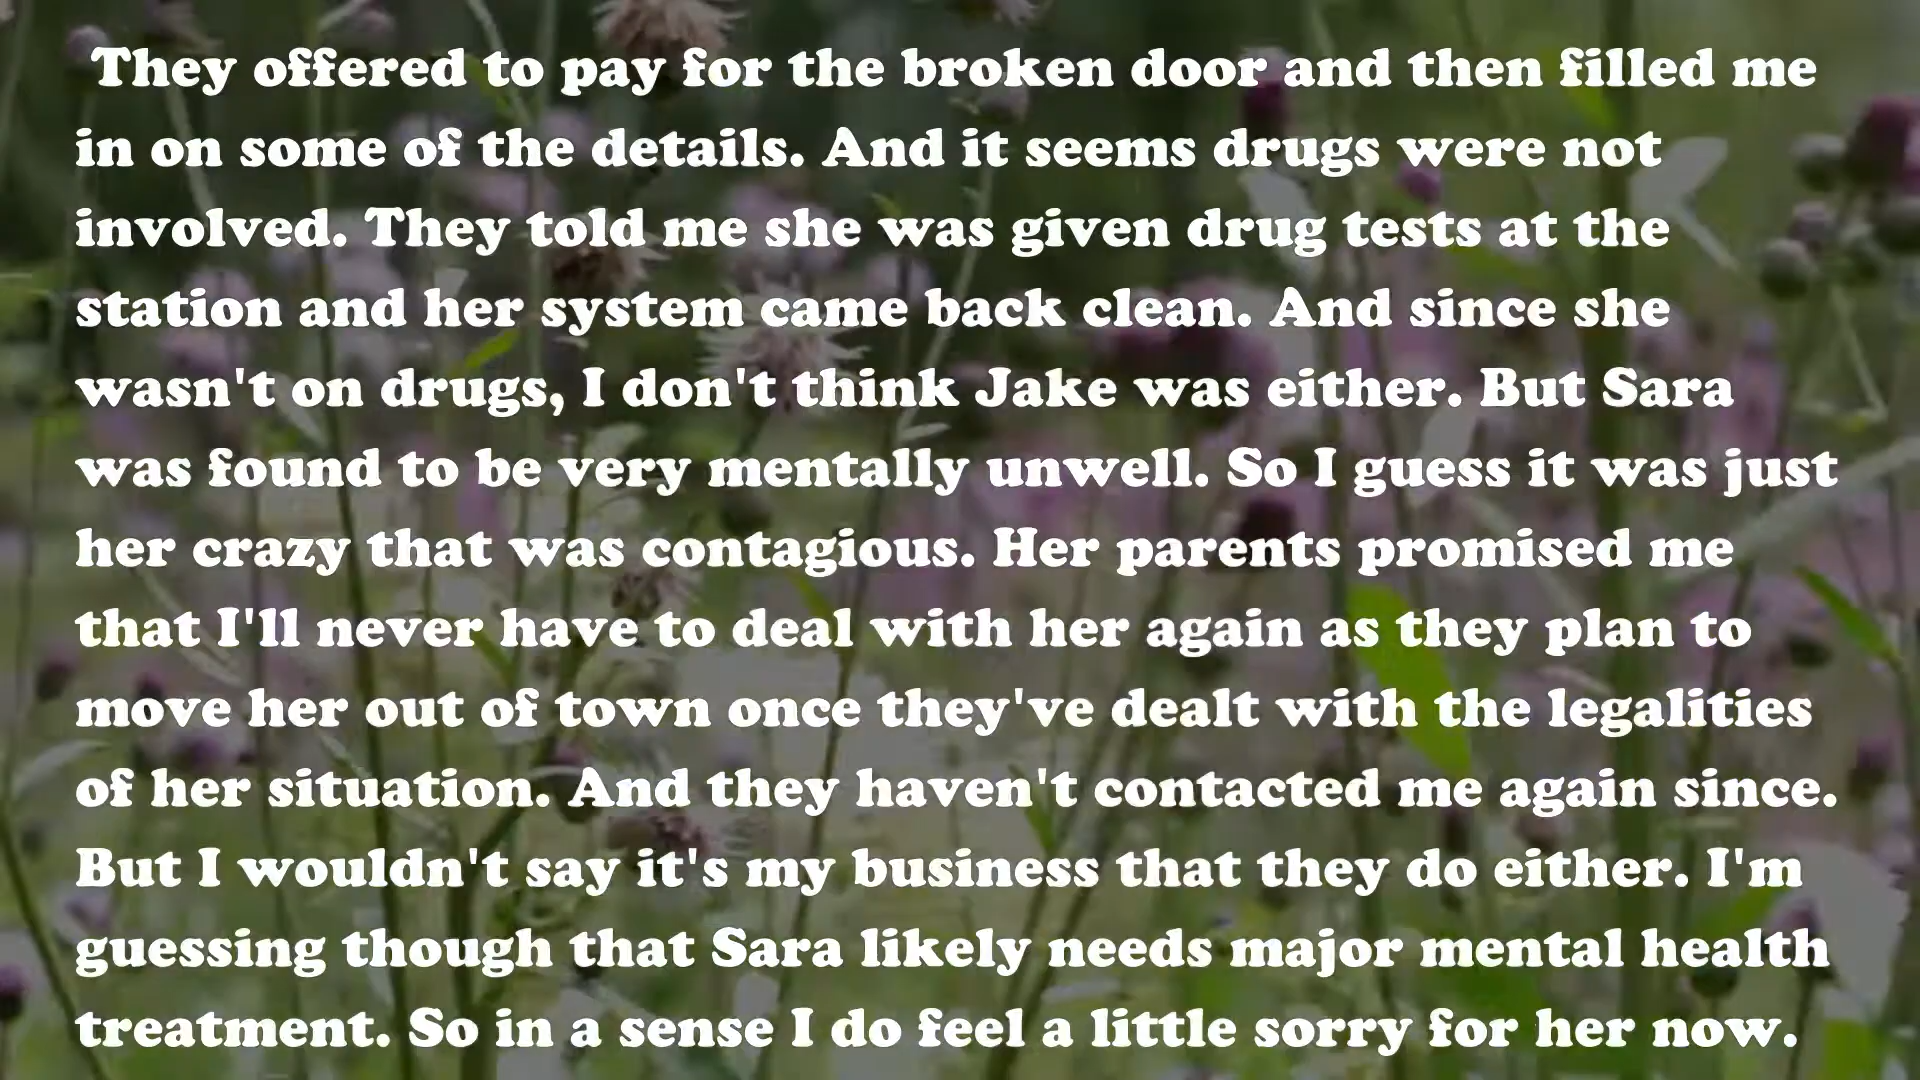 They offered to pay for the broken door and then filled me
in on some of the details. And it seems drugs were not
involved. They told me she was given drug tests at the
station and her system came back clean. And since she
wasn't on drugs, I don't think Jake was either. But Sara
was found to be very mentally unwell. So I guess it was just
her crazy that was contagious. Her parents promised me
that I'll never have to deal with her again as they plan to
move her out of town once they've dealt with the legalities
of her situation. And they haven't contacted me again since.
But I wouldn't say it's my business that they do either. I'm
guessing though that Sara likely needs major mental health
treatment. So in a sense I do feel a little sorry for her now.